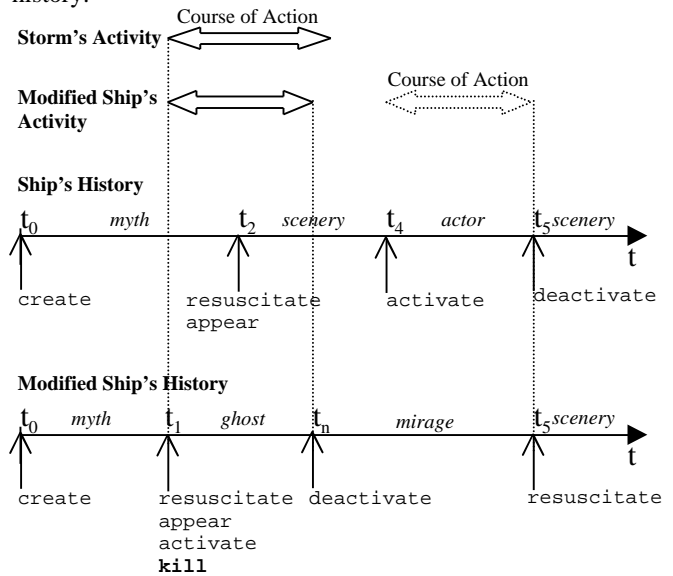 history.
Course of Action
Storm's Activity
Course of Action
Modified Ship's
Activity
Ship's History
t0 myth t2 scenery t4 actor t5 scenery
t
create resuscitate activate deactivate
appear
Modified Ship's History
t0 myth t1 ghost tn mirage t5 scenery
t
create resuscitate deactivate resuscitate
appear
activate
kill